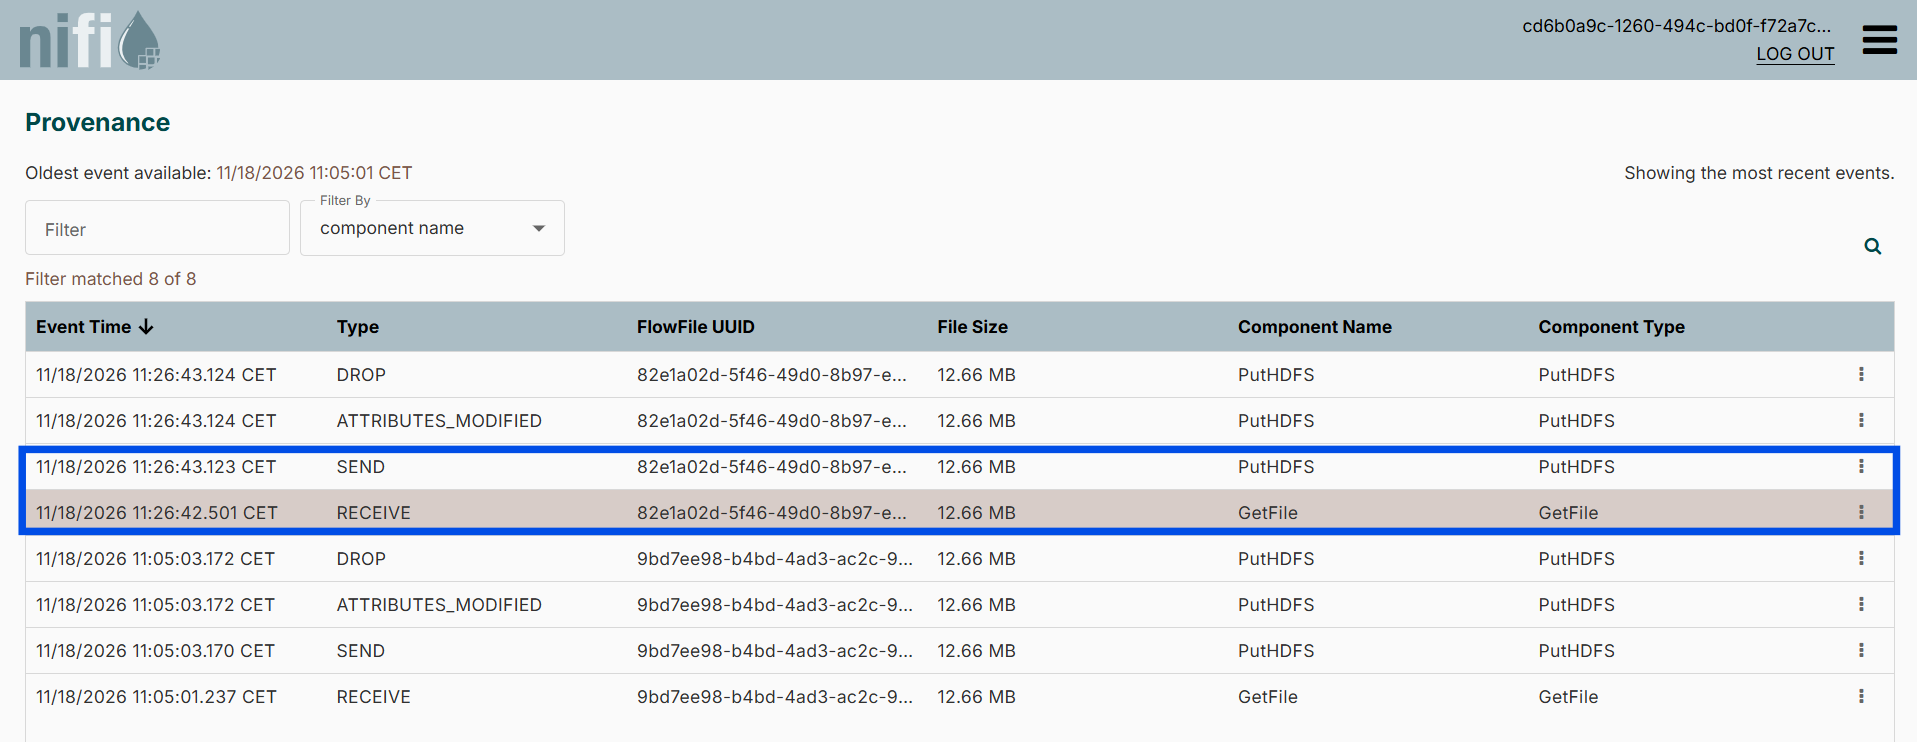 nifi
cd6b0a9c-1260-494c-bd0f-f72a7c...
LOG OUT
Provenance
Oldest event available: 11/18/2026 11:05:01 CET
Showing the most recent events.
Filter
Filter By
component name
Filter matched 8 of 8
Event Time Type FlowFile UUID File Size Component Name Component Type
11/18/2026 11:26:43.124 CET DROP 82e1a02d-5f46-49d0-8b97-e... 12.66 MB PutHDFS PutHDFS
11/18/2026 11:26:43.124 CET ATTRIBUTES_MODIFIED 82e1a02d-5f46-49d0-8b97-e... 12.66 MB PutHDFS PutHDFS
11/18/2026 11:26:43.123 CET SEND 82e1a02d-5f46-49d0-8b97-e... 12.66 MB PutHDFS PutHDFS
11/18/2026 11:26:42.501 CET RECEIVE 82e1a02d-5f46-49d0-8b97-e... 12.66 MB GetFile GetFile
11/18/2026 11:05:03.172 CET DROP 9bd7ee98-b4bd-4ad3-ac2c-9... 12.66 MB PutHDFS PutHDFS
11/18/2026 11:05:03.172 CET ATTRIBUTES_MODIFIED 9bd7ee98-b4bd-4ad3-ac2c-9... 12.66 MB PutHDFS PutHDFS
11/18/2026 11:05:03.170 CET SEND 9bd7ee98-b4bd-4ad3-ac2c-9... 12.66 MB PutHDFS PutHDFS
11/18/2026 11:05:01.237 CET RECEIVE 9bd7ee98-b4bd-4ad3-ac2c-9... 12.66 MB GetFile GetFile